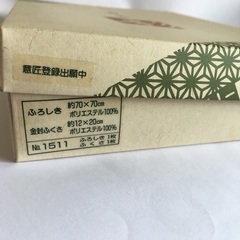 意匠登録出願中
ふろしき 約70×70cm
ポリエステル100%
金封ふくさ 約12×20cm
ポリエステル100%
No.1511 ふろしき1枚
ふくさ1枚